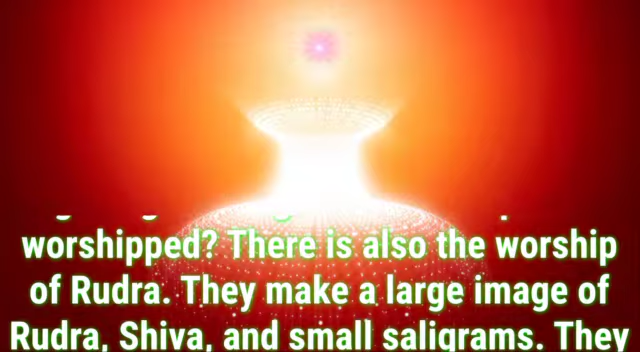 worshipped? There is also the worship
of Rudra. They make a large image of
Rudra, Shiva, and small saligrams. They